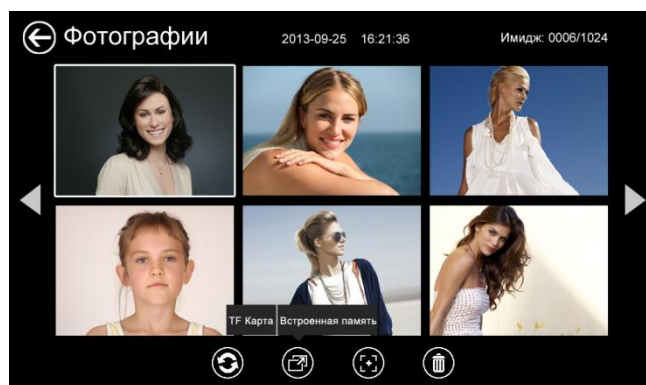 Фотографии
2013-09-25 16:21:36
Имидж: 0006/1024
TF Карта
Встроенная память